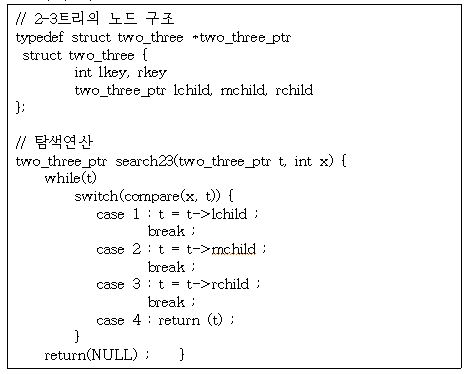 // 2-3트리의 노드 구조
typedef struct two_three *two_three_ptr
struct two_three {
int lkey, rkey
two_three_ptr lchild, mchild, rchild
};
// 탐색연산
two_three_ptr search23(two_three_ptr t, int x) {
while(t)
switch(compare(x, t)) {
case 1 : t = t->lchild ;
break ;
case 2 : t = t->mchild ;
break ;
case 3 : t = t->rchild ;
break ;
case 4 : return (t) ;
}
return(NULL) ; }